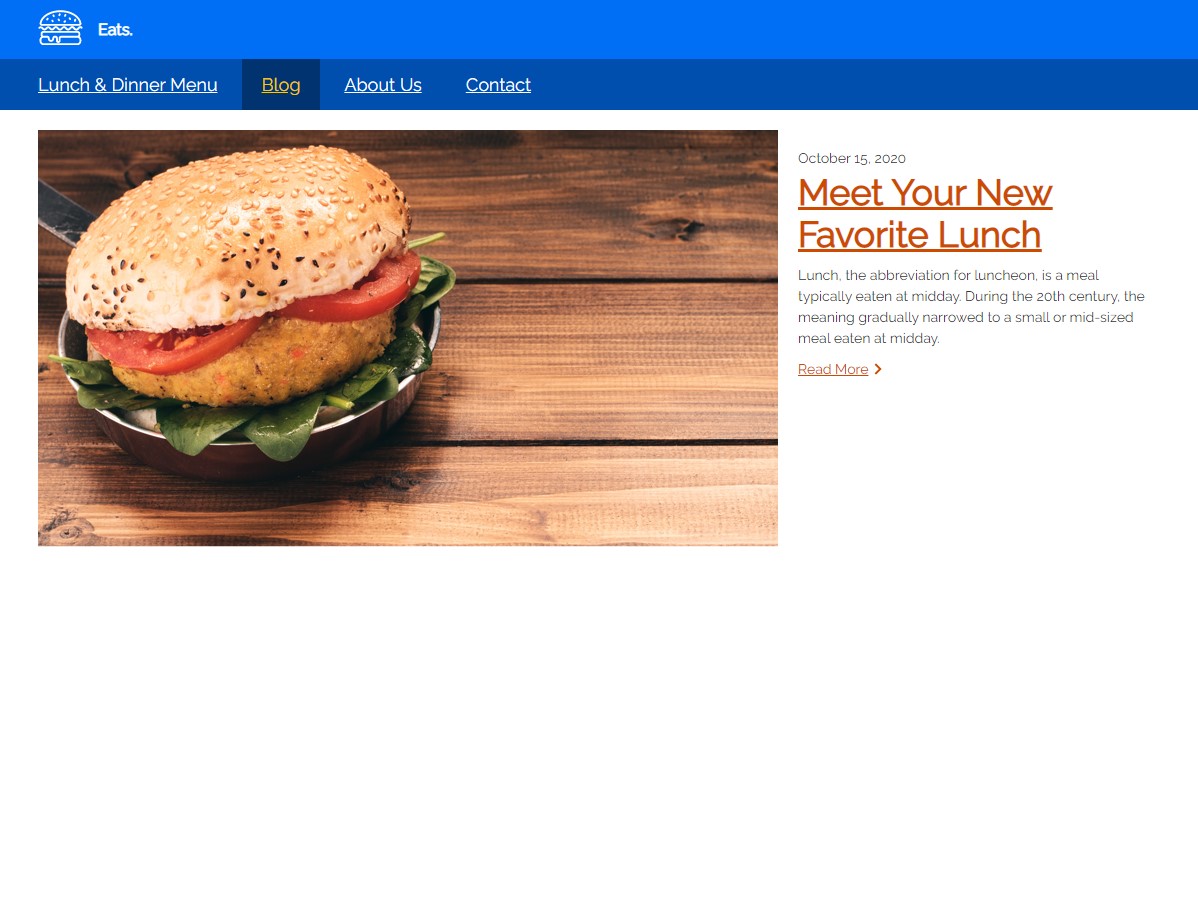 Eats.
Lunch & Dinner Menu Blog About Us Contact
October 15, 2020
Meet Your New
Favorite Lunch
Lunch, the abbreviation for luncheon, is a meal
typically eaten at midday. During the 20th century, the
meaning gradually narrowed to a small or mid-sized
meal eaten at midday.
Read More